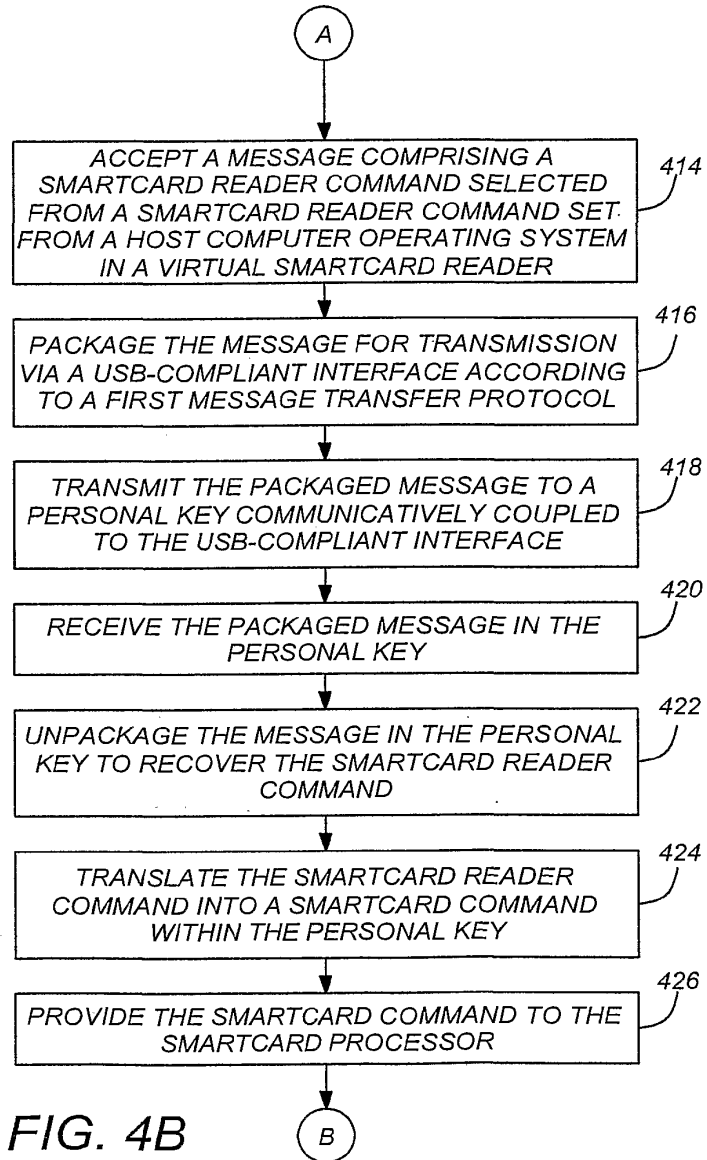 A
ACCEPT A MESSAGE COMPRISING A
SMARTCARD READER COMMAND SELECTED
FROM A SMARTCARD READER COMMAND SET
FROM A HOST COMPUTER OPERATING SYSTEM
IN A VIRTUAL SMARTCARD READER
414
PACKAGE THE MESSAGE FOR TRANSMISSION
VIA A USB-COMPLIANT INTERFACE ACCORDING
TO A FIRST MESSAGE TRANSFER PROTOCOL
416
TRANSMIT THE PACKAGED MESSAGE TO A
PERSONAL KEY COMMUNICATIVELY COUPLED
TO THE USB-COMPLIANT INTERFACE
418
RECEIVE THE PACKAGED MESSAGE IN THE
PERSONAL KEY
420
UNPACKAGE THE MESSAGE IN THE PERSONAL
KEY TO RECOVER THE SMARTCARD READER
COMMAND
422
TRANSLATE THE SMARTCARD READER
COMMAND INTO A SMARTCARD COMMAND
WITHIN THE PERSONAL KEY
424
PROVIDE THE SMARTCARD COMMAND TO THE
SMARTCARD PROCESSOR
426
B
FIG. 4B